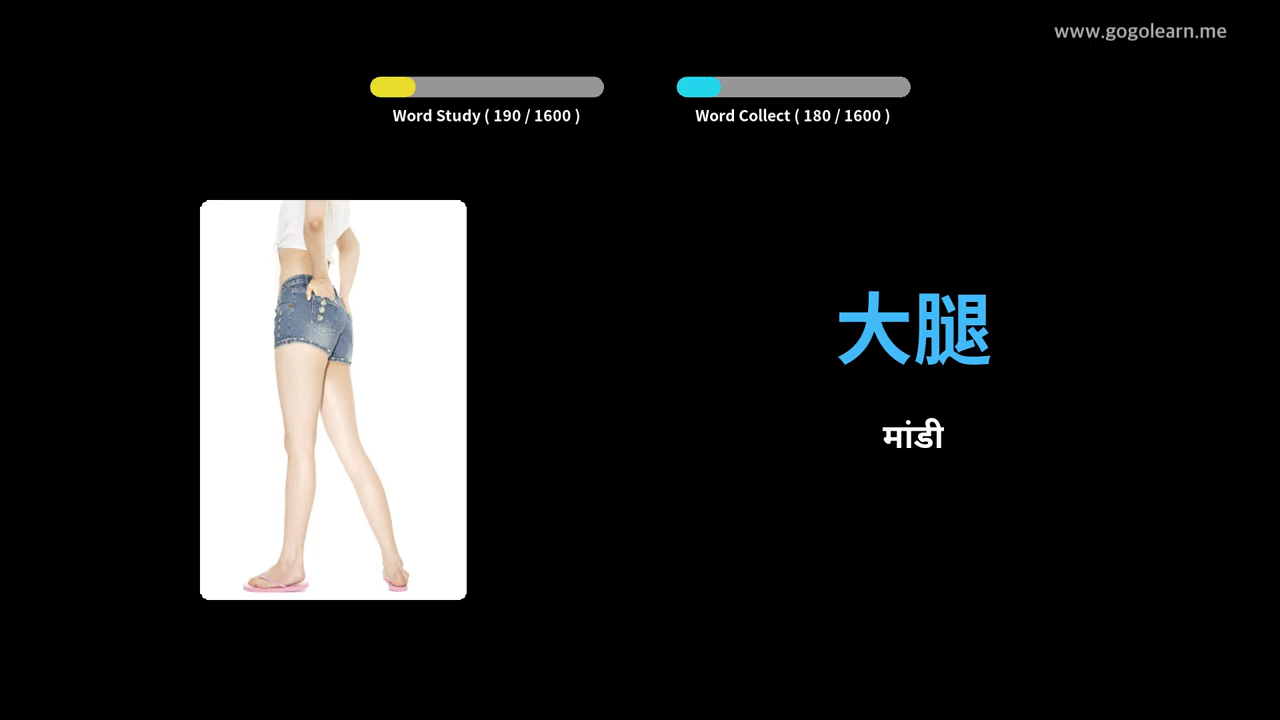 www.gogolearn.me
Word Study ( 190 / 1600 )
Word Collect ( 180 / 1600 )
大腿
मांडी